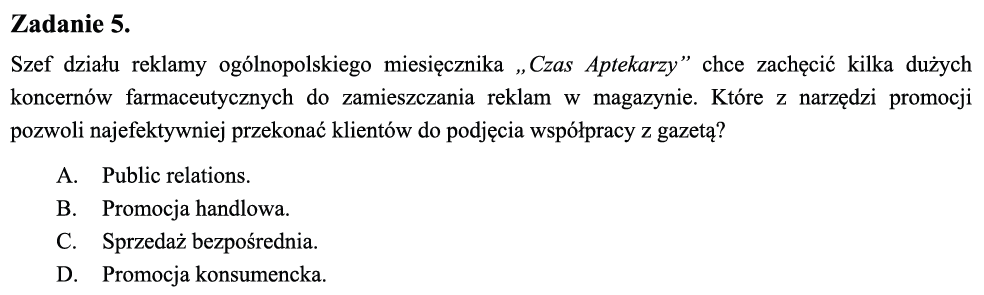 Zadanie 5.
Szef działu reklamy ogólnopolskiego miesięcznika „Czas Aptekarzy” chce zachęcić kilka dużych
koncernów farmaceutycznych do zamieszczania reklam w magazynie. Które z narzędzi promocji
pozwoli najefektywniej przekonać klientów do podjęcia współpracy z gazetą?
A. Public relations.
B. Promocja handlowa.
C. Sprzedaż bezpośrednia.
D. Promocja konsumencka.